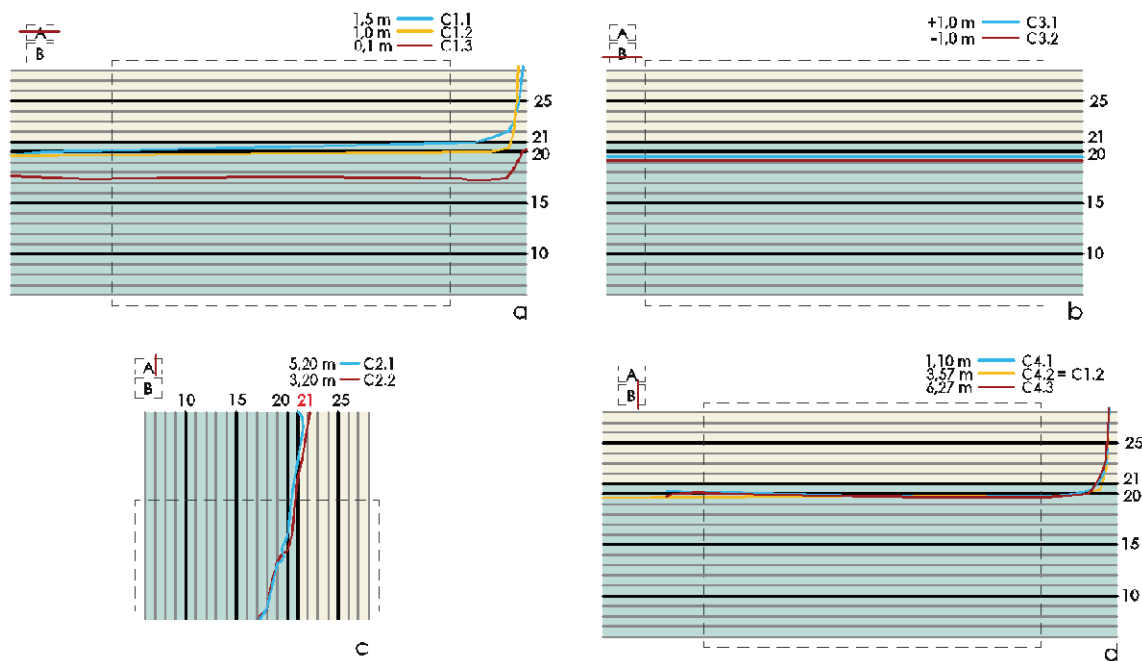 1,5 m C1.1
A 1,0 m C1.2
0,1 m C1.3
B
25
21
20
15
10
a
+1,0 m C3.1
A -1,0 m C3.2
B
25
21
20
15
10
b
5,20 m C2.1
A 3,20 m C2.2
B
10 15 20 21 25
c
1,10 m C4.1
A 3,57 m C4.2 = C1.2
6,27 m C4.3
B
25
21
20
15
10
d